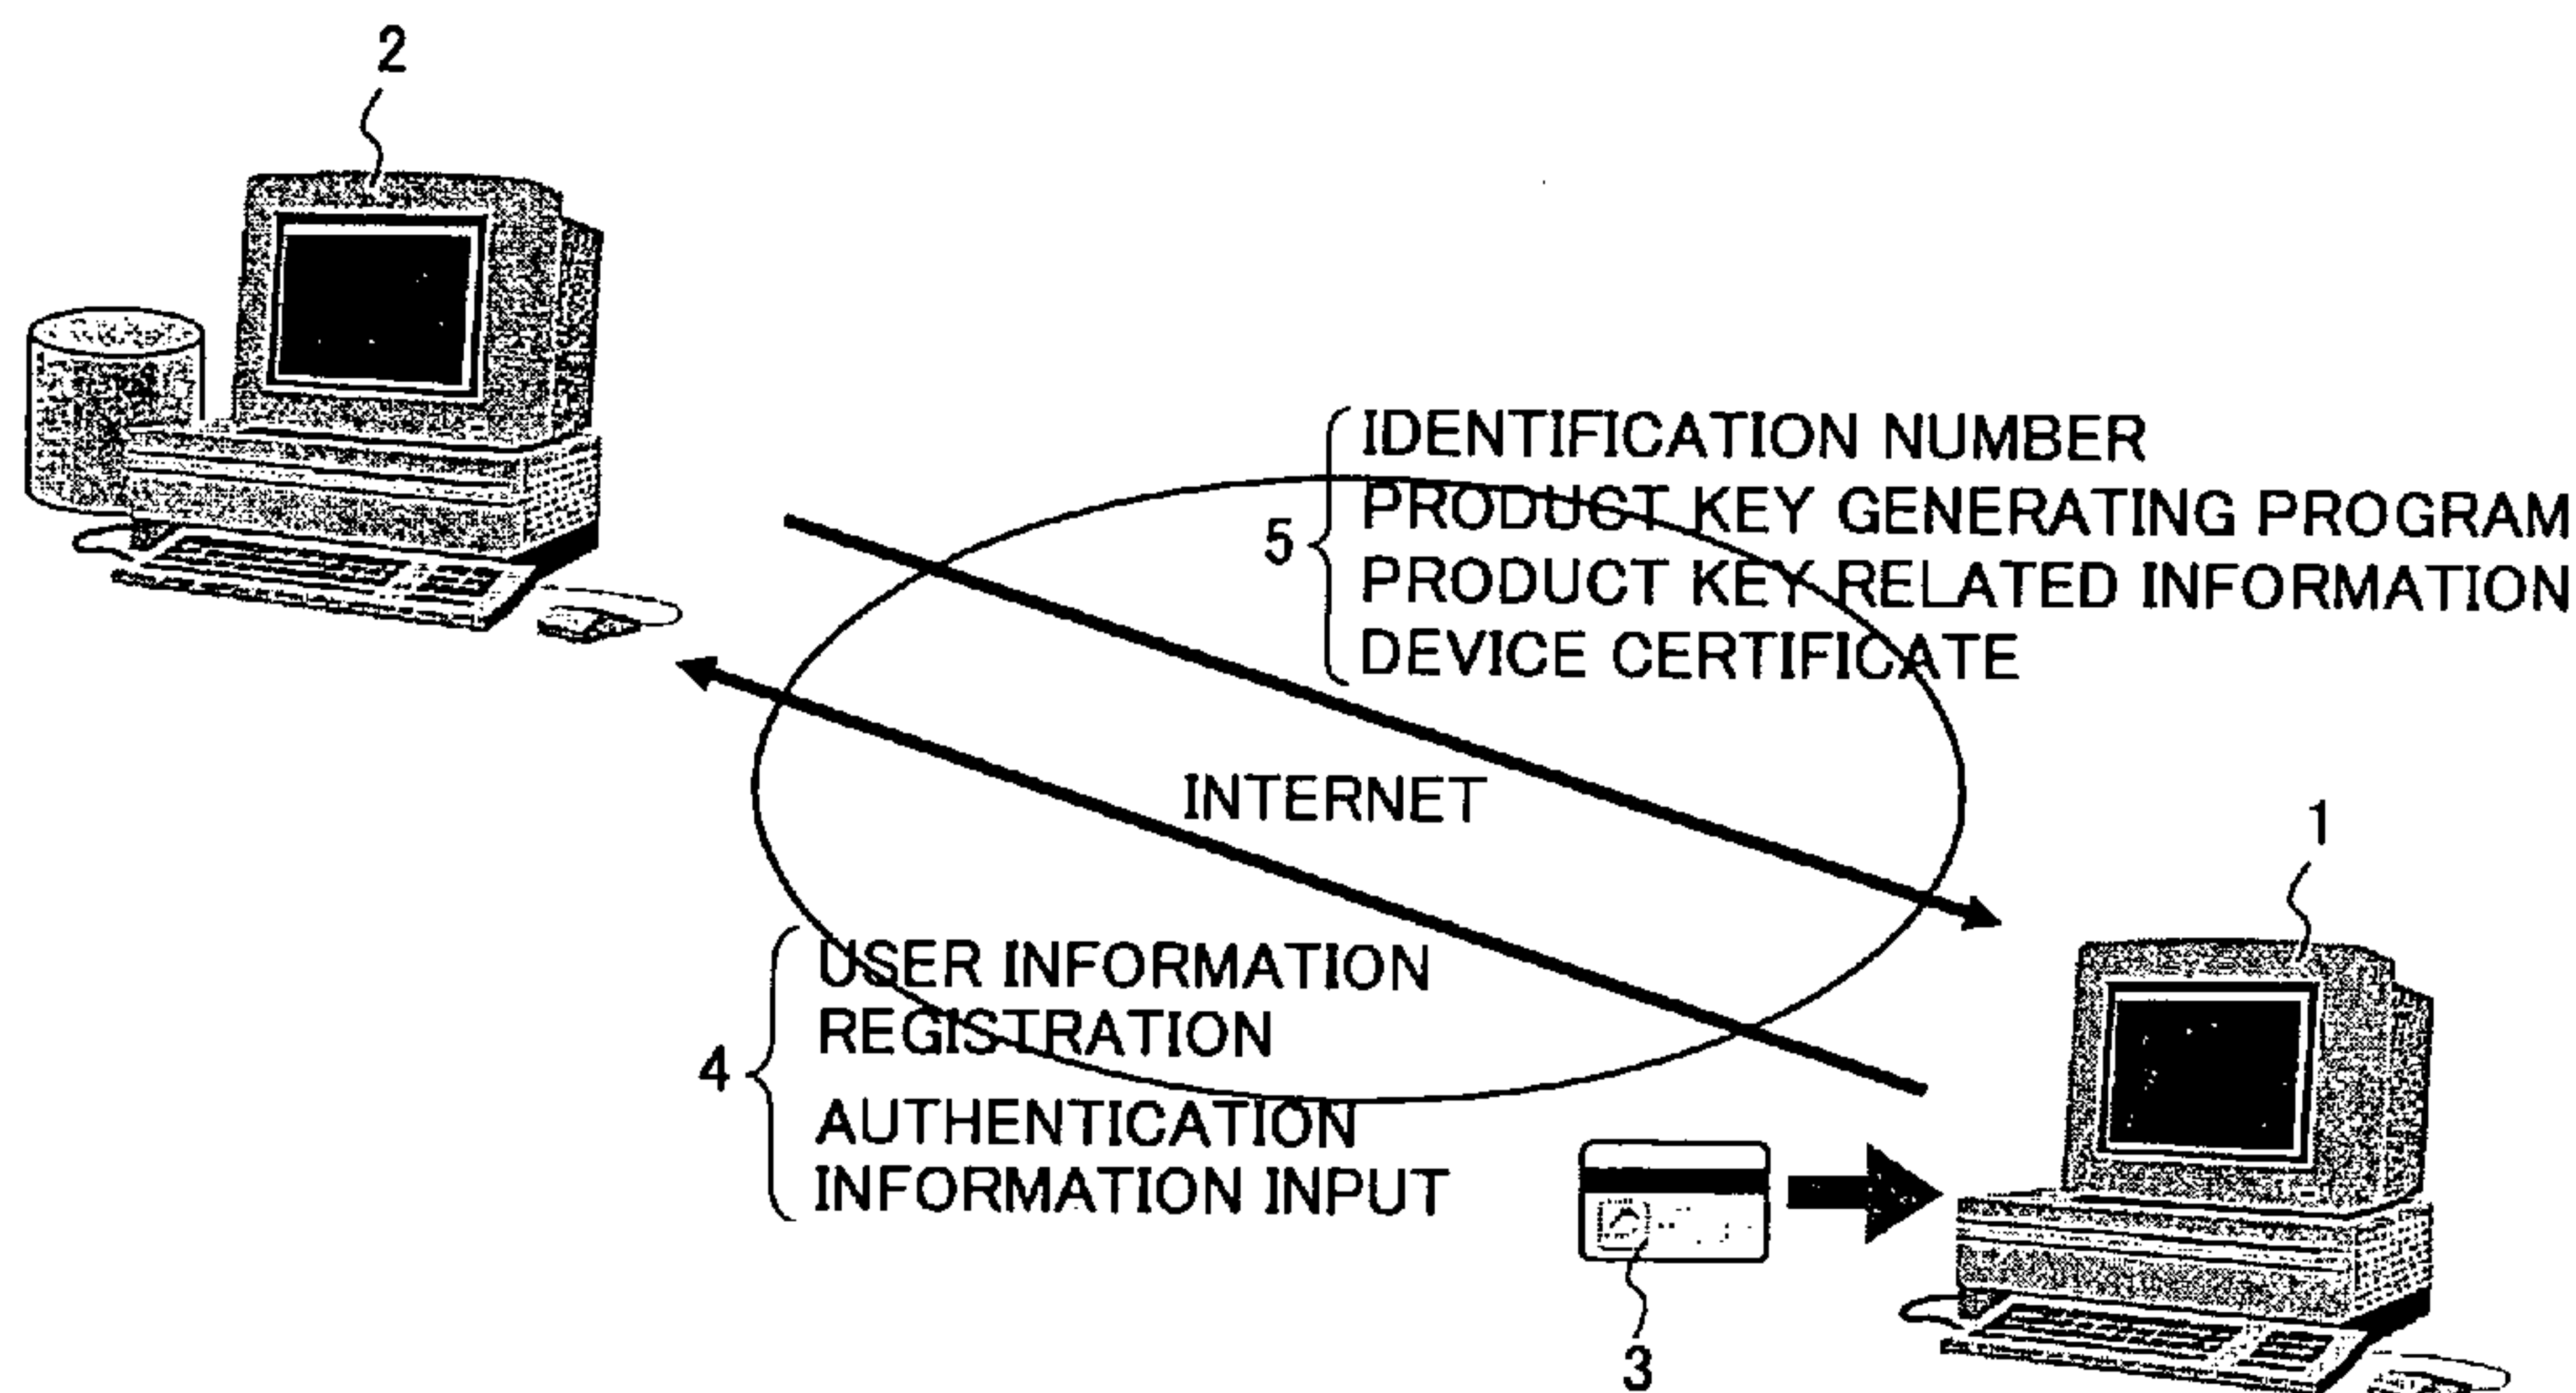 2
IDENTIFICATION NUMBER
PRODUCT KEY GENERATING PROGRAM
5
PRODUCT KEY RELATED INFORMATION
DEVICE CERTIFICATE
INTERNET
1
USER INFORMATION
REGISTRATION
4
AUTHENTICATION
INFORMATION INPUT
3